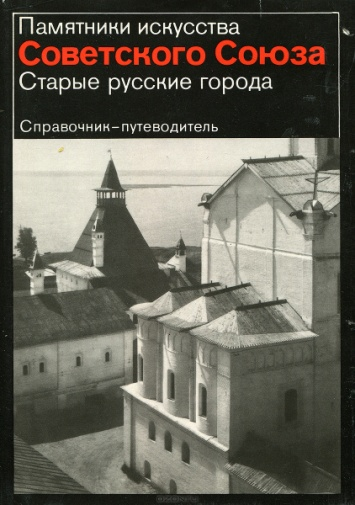 Памятники искусства
Советского Союза
Старые русские города
Справочник–путеводитель